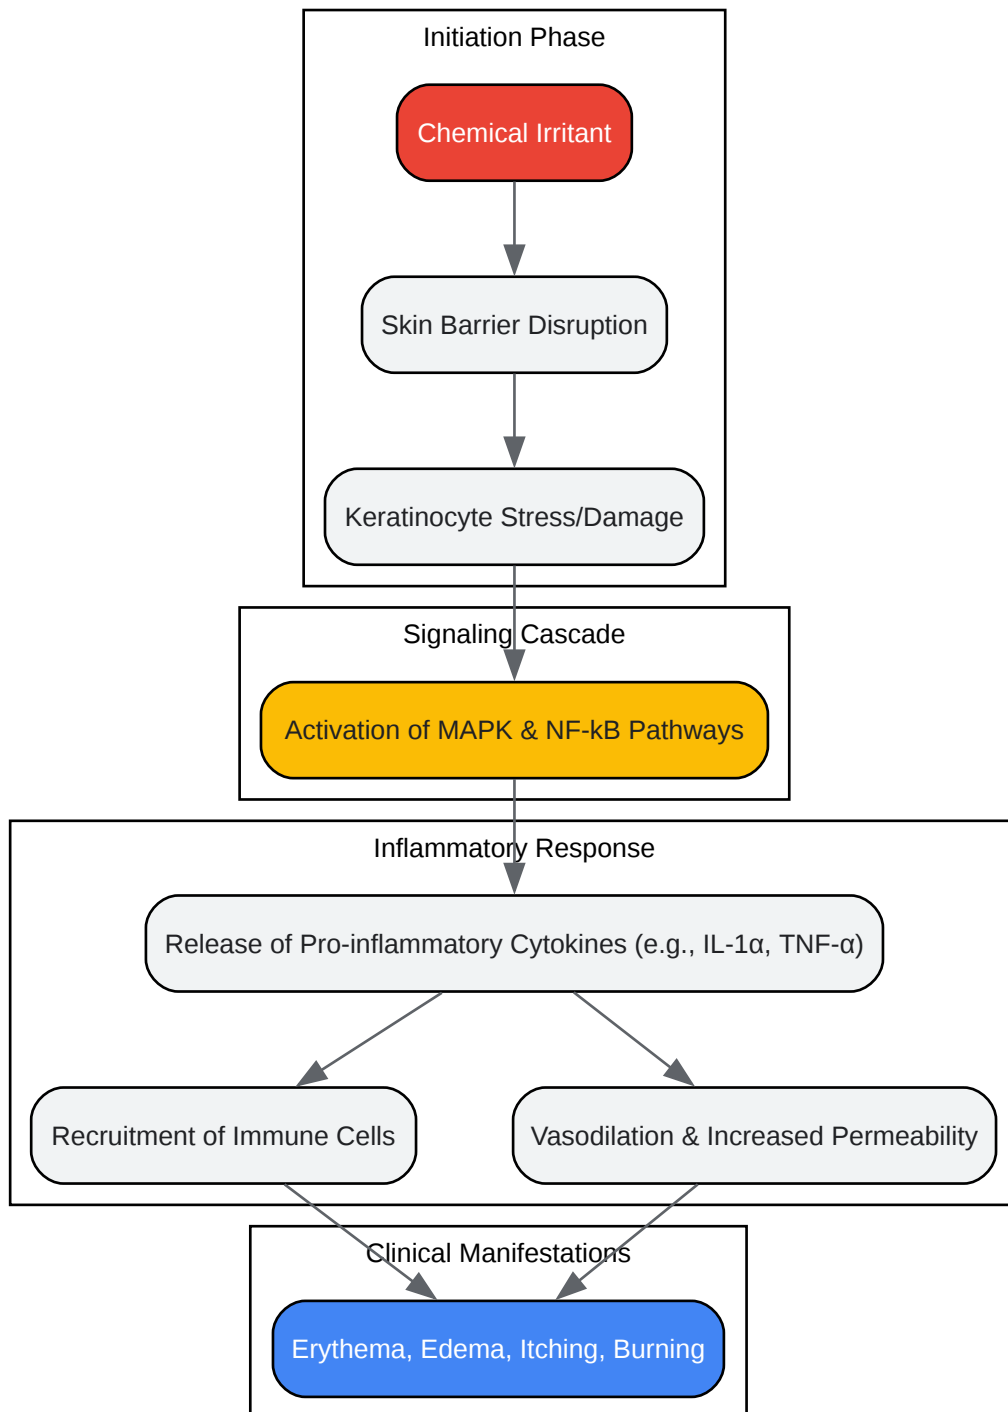 Initiation Phase
Chemical Irritant
Skin Barrier Disruption
Keratinocyte Stress/Damage
Signaling Cascade
Activation of MAPK & NF-kB Pathways
Inflammatory Response
Release of Pro-inflammatory Cytokines (e.g., IL-1α, TNF-α)
Recruitment of Immune Cells
Vasodilation & Increased Permeability
Clinical Manifestations
Erythema, Edema, Itching, Burning